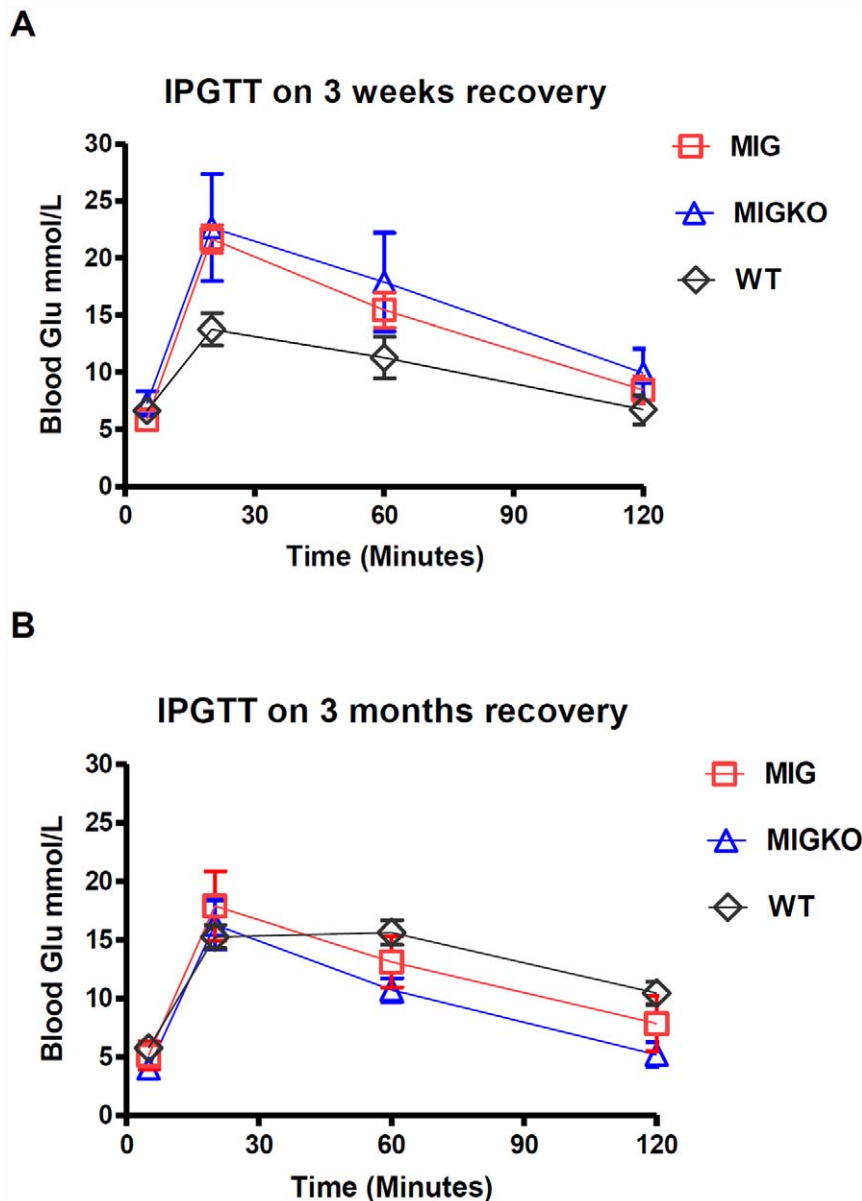 A
IPGTT on 3 weeks recovery
30
25
20
15
10
5
0
Blood Glu mmol/L
0 30 60 90 120
Time (Minutes)
MIG
MIGKO
WT
B
IPGTT on 3 months recovery
30
25
20
15
10
5
0
Blood Glu mmol/L
0 30 60 90 120
Time (Minutes)
MIG
MIGKO
WT